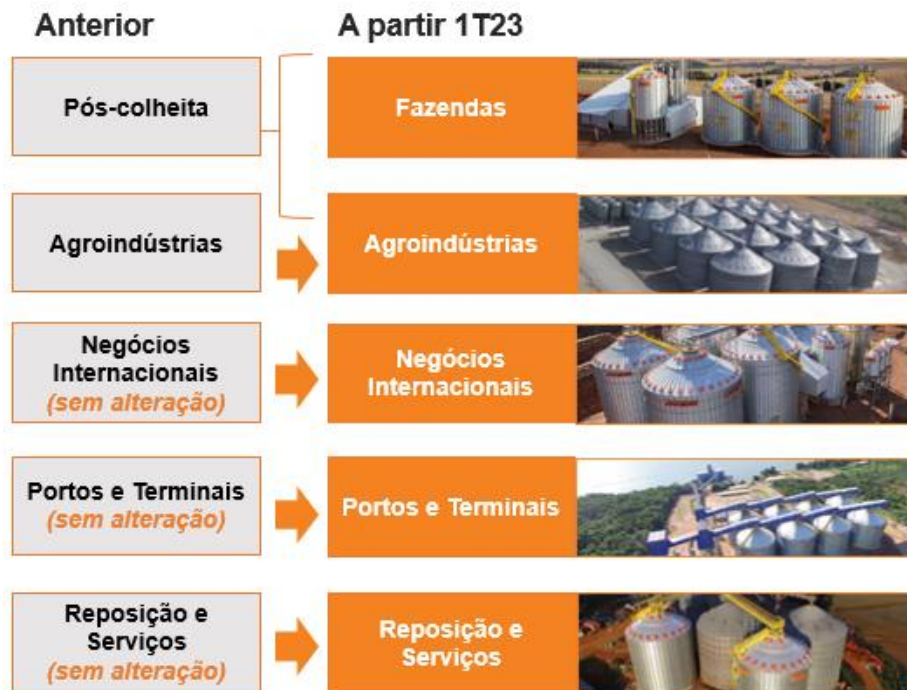 Anterior
A partir 1T23
Pós-colheita
Fazendas
Agroindústrias
Agroindústrias
Negócios
Internacionais
(sem alteração)
Negócios
Internacionais
Portos e Terminais
(sem alteração)
Portos e Terminais
Reposição e
Serviços
(sem alteração)
Reposição e
Serviços